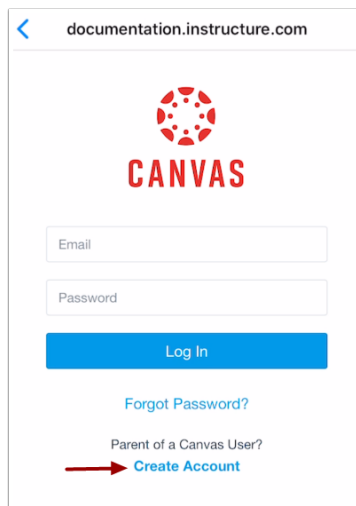 documentation.instructure.com
CANVAS
Email
Password
Log In
Forgot Password?
Parent of a Canvas User?
Create Account